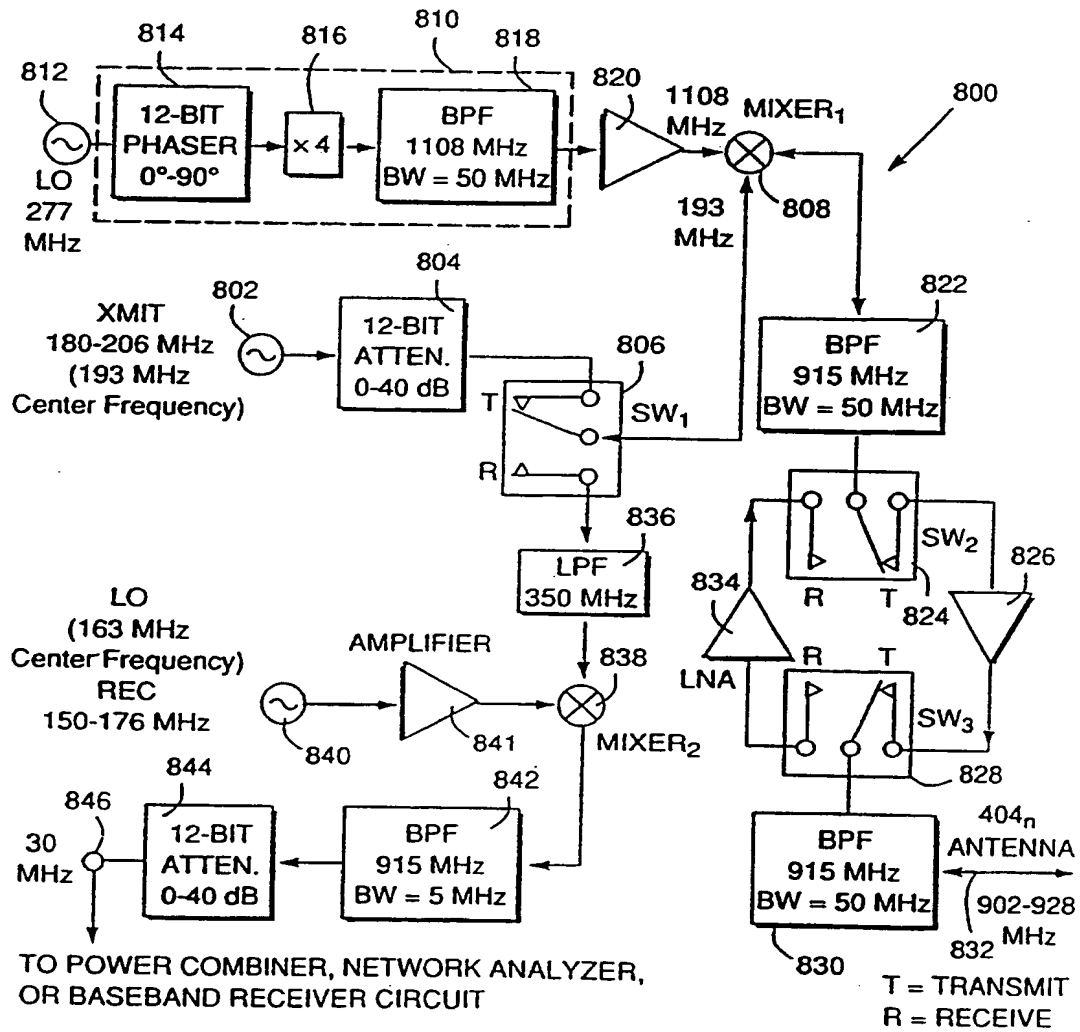 814
816
810
818
812
820
800
12-BIT
PHASER
0°-90°
× 4
BPF
1108 MHz
BW = 50 MHz
1108
MHz
MIXER1
808
LO
277
MHz
193
MHz
802
804
XMIT
180-206 MHz
(193 MHz
Center Frequency)
12-BIT
ATTEN.
0-40 dB
806
T
R
SW1
822
BPF
915 MHz
BW = 50 MHz
SW2
R T
824
826
834
LNA
R T
SW3
828
836
LPF
350 MHz
LO
(163 MHz
Center Frequency)
REC
150-176 MHz
AMPLIFIER
840
841
838
MIXER2
844
842
846
30
MHz
12-BIT
ATTEN.
0-40 dB
BPF
915 MHz
BW = 5 MHz
BPF
915 MHz
BW = 50 MHz
830
404n
ANTENNA
902-928
MHz
832
TO POWER COMBINER, NETWORK ANALYZER,
OR BASEBAND RECEIVER CIRCUIT
T = TRANSMIT
R = RECEIVE